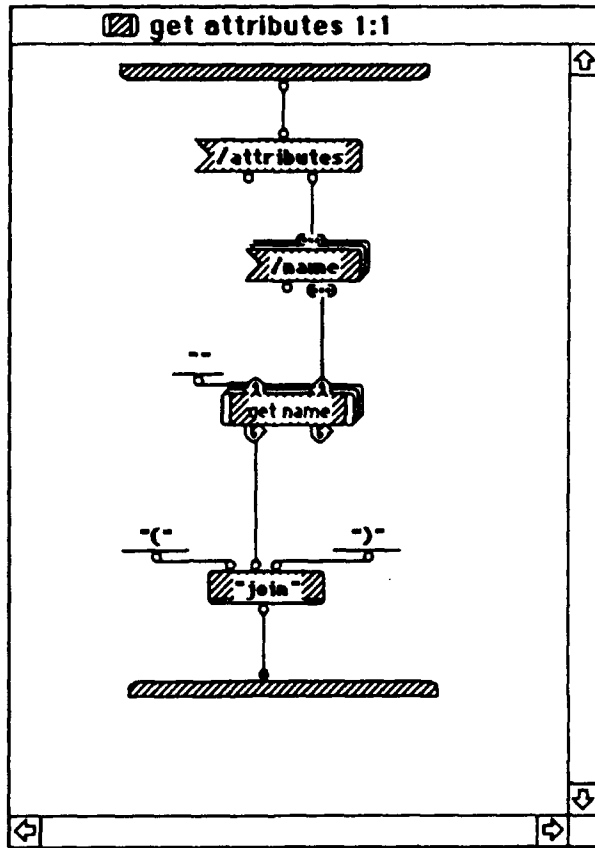 get attributes 1:1
/attributes
/name
""
get name
"("
")"
"join"